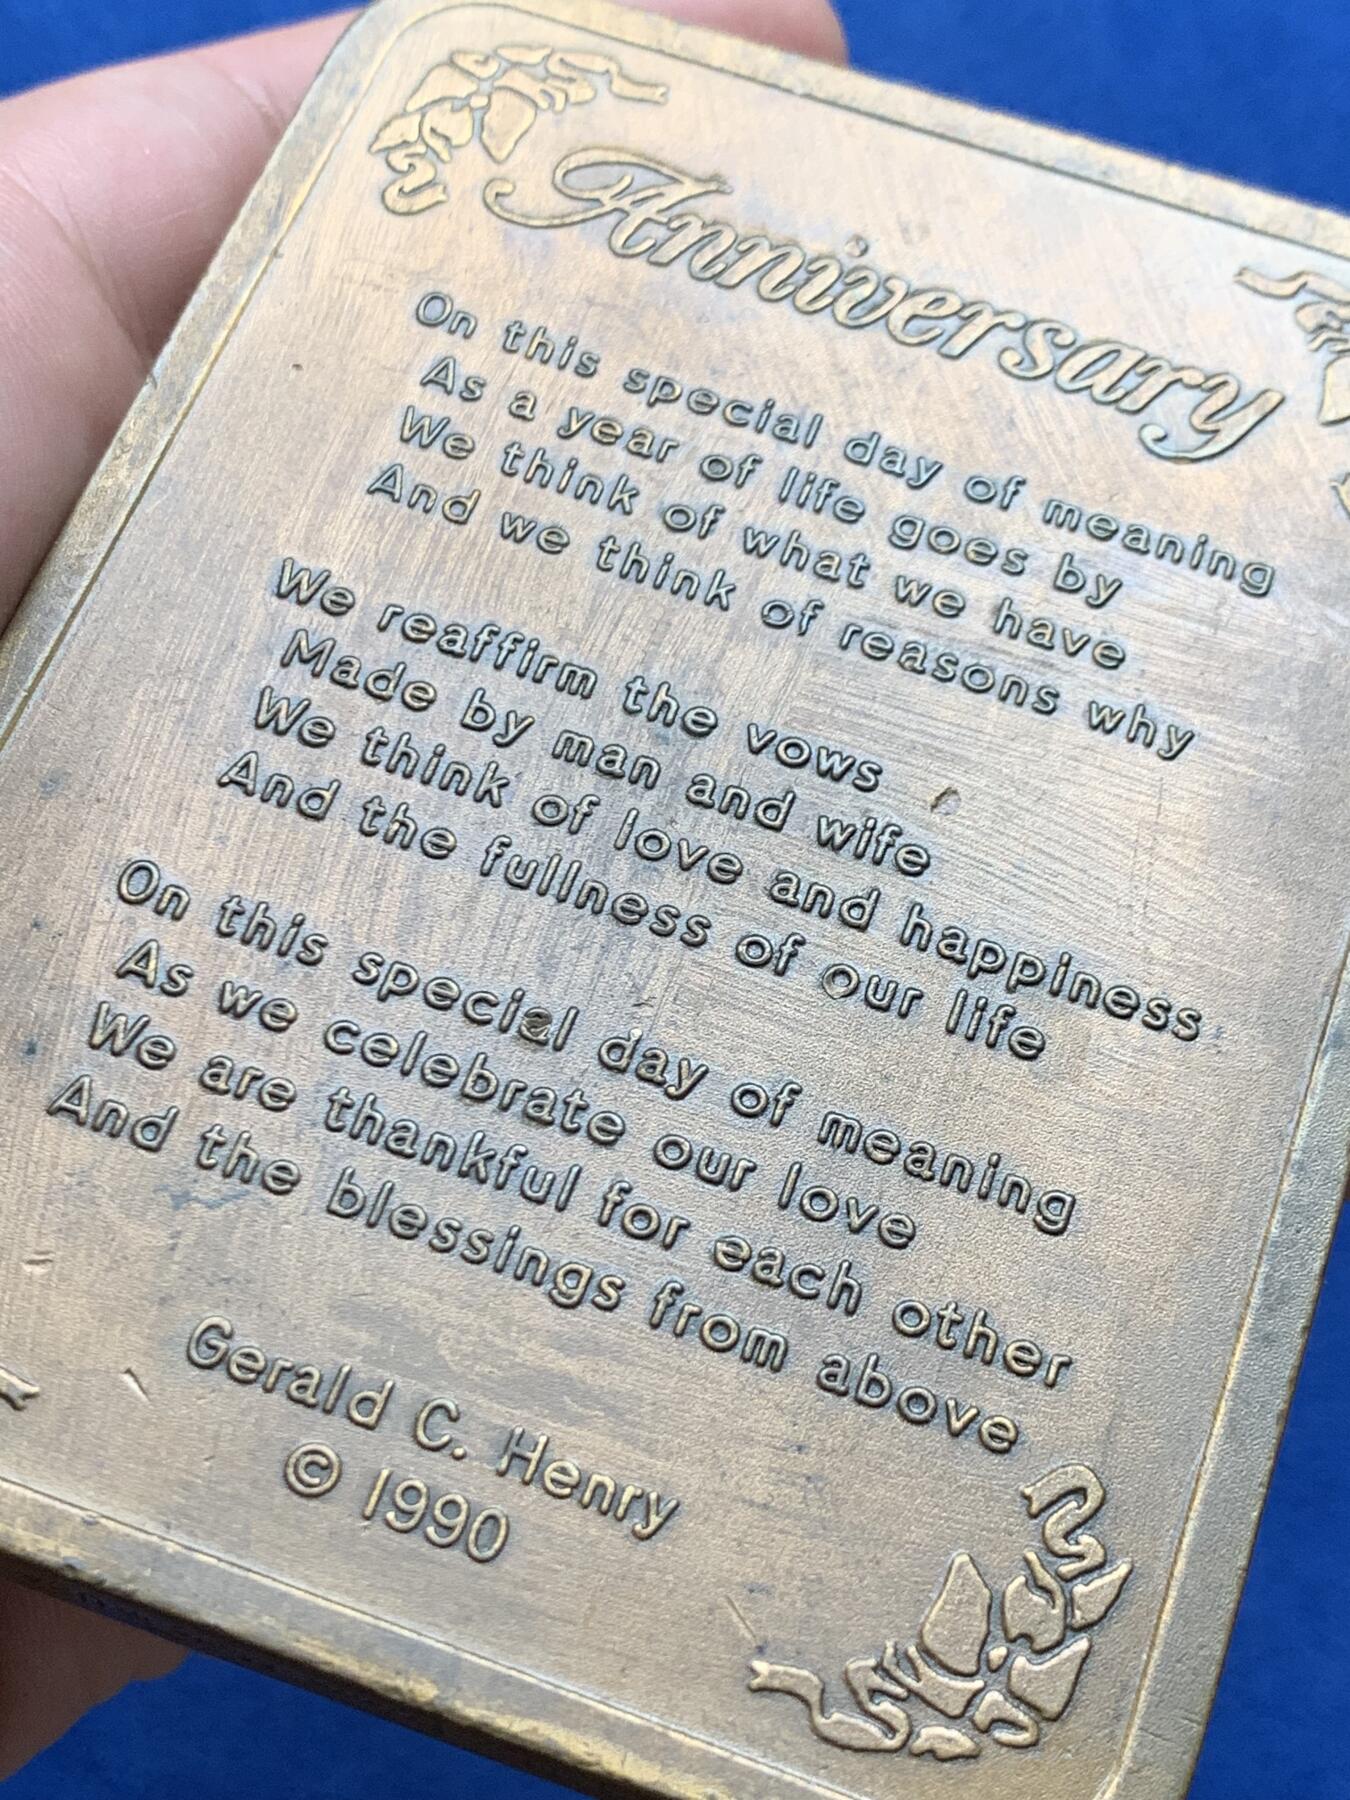 Anniversary
On this special day of meaning
As a year of life goes by
We think of what we have
And we think of reasons why
We reaffirm the vows
Made by man and wife
We think of love and happiness
And the fullness of our life
On this special day of meaning
As we celebrate our love
We are thankful for each other
And the blessings from above
Gerald C. Henry
© 1990